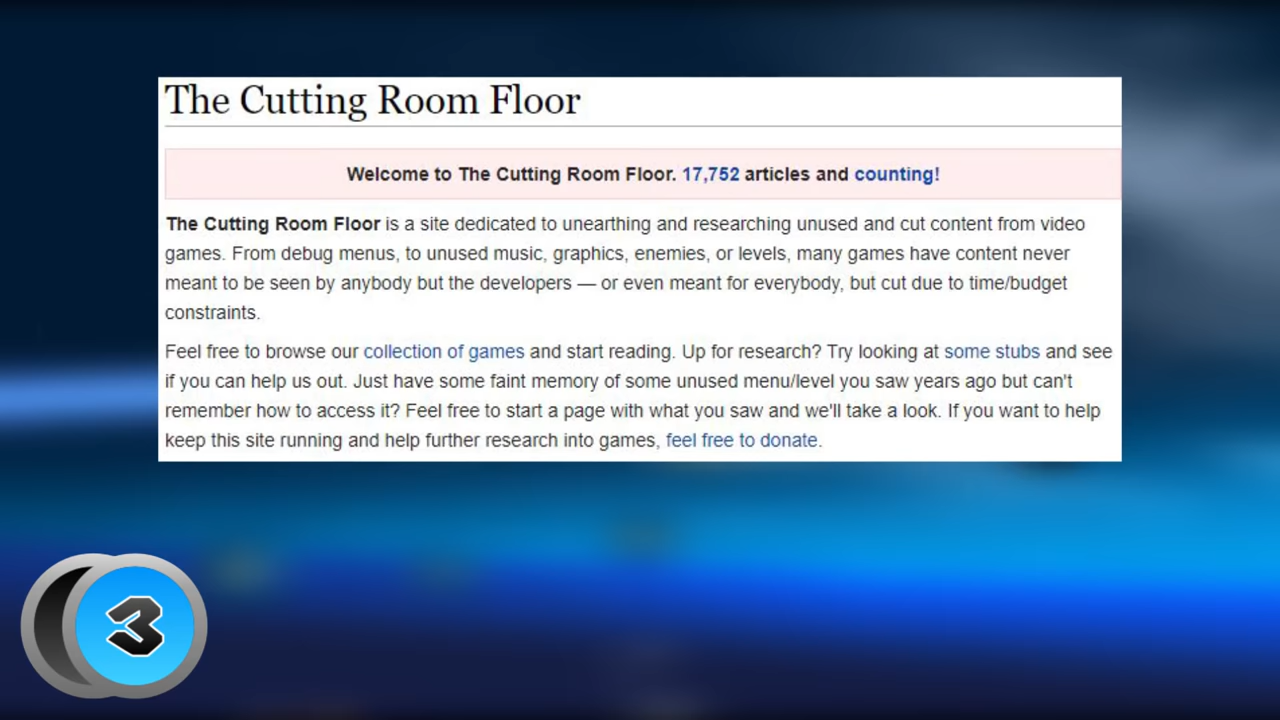 The Cutting Room Floor
Welcome to The Cutting Room Floor. 17,752 articles and counting!
The Cutting Room Floor is a site dedicated to unearthing and researching unused and cut content from video
games. From debug menus, to unused music, graphics, enemies, or levels, many games have content never
meant to be seen by anybody but the developers — or even meant for everybody, but cut due to time/budget
constraints.
Feel free to browse our collection of games and start reading. Up for research? Try looking at some stubs and see
if you can help us out. Just have some faint memory of some unused menu/level you saw years ago but can't
remember how to access it? Feel free to start a page with what you saw and we'll take a look. If you want to help
keep this site running and help further research into games, feel free to donate.
3